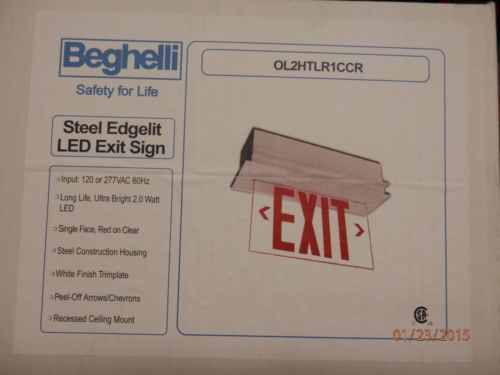 Beghelli
Safety for Life
OL2HTLR1CCR
Steel Edgelit
LED Exit Sign
Input: 120 or 277VAC 60Hz
Long Life, Ultra Bright 2.0 Watt
LED
Single Face, Red on Clear
Steel Construction Housing
White Finish Trimplate
Peel-Off Arrows/Chevrons
Recessed Ceiling Mount
EXIT
01/23/2015